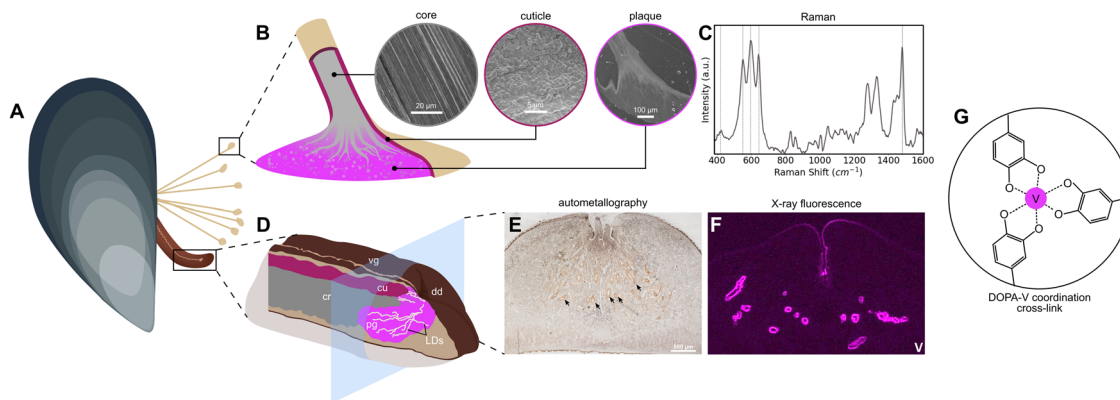 A
B
core
cuticle
plaque
20 µm
5 µm
100 µm
C
Raman
Intensity (a.u.)
400 600 800 1000 1200 1400 1600
Raman Shift (cm⁻¹)
D
vg
dd
cu
cr
pg
LDs
E
autometallography
500 µm
F
X-ray fluorescence
V
G
O
O
O
O
V
O
O
DOPA-V coordination
cross-link